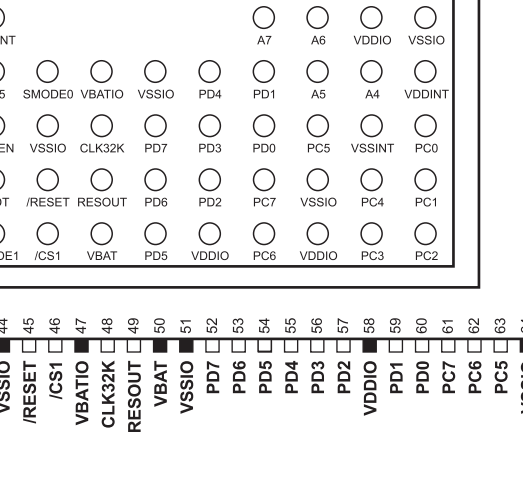 NT A7 A6 VDDIO VSSIO
5 SMODE0 VBATIO VSSIO PD4 PD1 A5 A4 VDDINT
EN VSSIO CLK32K PD7 PD3 PD0 PC5 VSSINT PC0
OT /RESET RESOUT PD6 PD2 PC7 VSSIO PC4 PC1
DE1 /CS1 VBAT PD5 VDDIO PC6 VDDIO PC3 PC2
44 45 46 47 48 49 50 51 52 53 54 55 56 57 58 59 60 61 62 63
VSSIO /RESET /CS1 VBATIO CLK32K RESOUT VBAT VSSIO PD7 PD6 PD5 PD4 PD3 PD2 VDDIO PD1 PD0 PC7 PC6 PC5